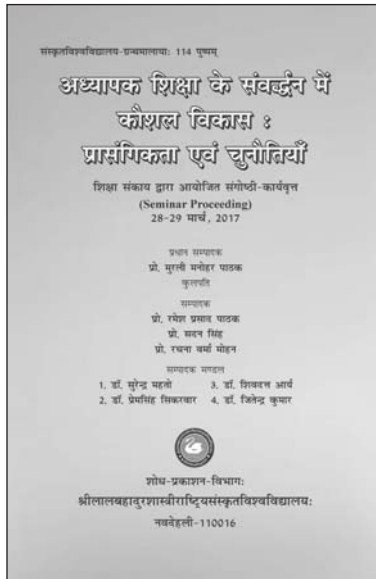 संस्कृतविश्वविद्यालय-ग्रन्थमालायाः 114 पुष्पम्
अध्यापक शिक्षा के संवर्द्धन में
कौशल विकास :
प्रासंगिकता एवं चुनौतियाँ
शिक्षा संकाय द्वारा आयोजित संगोष्ठी-कार्यवृत्त
(Seminar Proceeding)
28-29 मार्च, 2017
प्रधान सम्पादक
प्रो. मुरली मनोहर पाठक
कुलपति
सम्पादक
प्रो. रमेश प्रसाद पाठक
प्रो. सदन सिंह
प्रो. रचना वर्मा मोहन
सम्पादक मण्डल
1. डॉ. सुरेन्द्र महतो 3. डॉ. शिवदत्त आर्य
2. डॉ. प्रेमसिंह सिकरवार 4. डॉ. जितेन्द्र कुमार
शोध-प्रकाशन-विभागः
श्रीलालबहादुरशास्त्रीराष्ट्रियसंस्कृतविश्वविद्यालयः
नवदेहली-110016